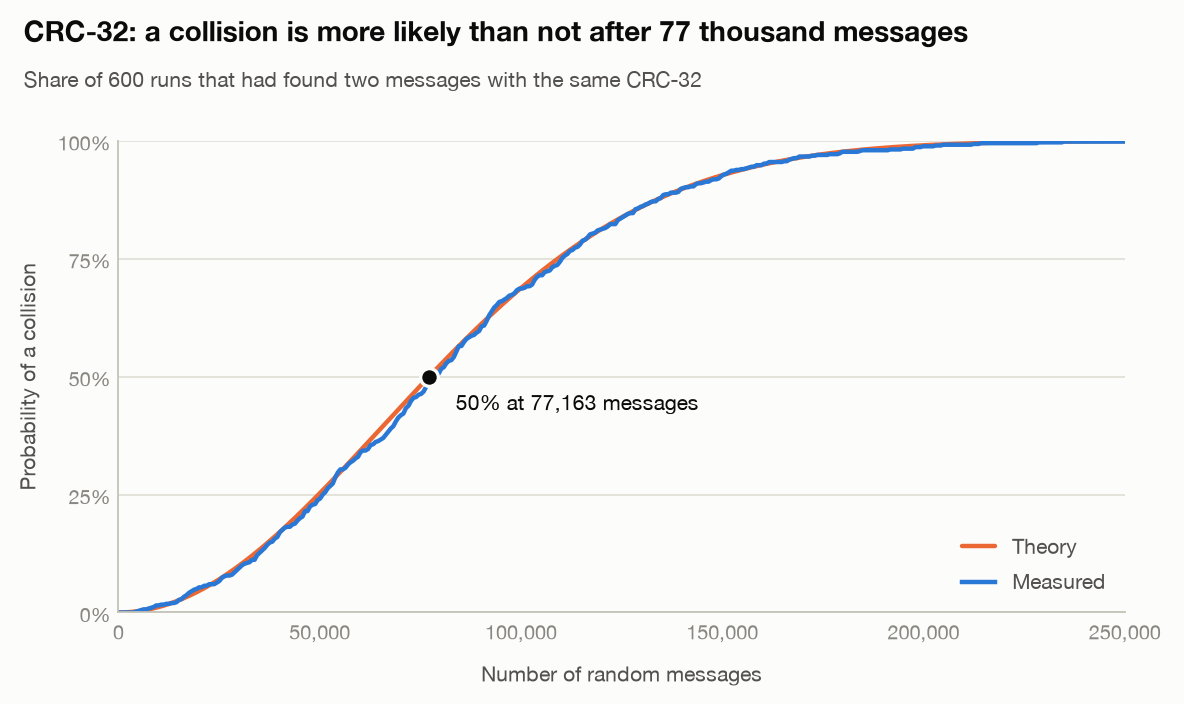 CRC-32: a collision is more likely than not after 77 thousand messages
Share of 600 runs that had found two messages with the same CRC-32
Probability of a collision
100%
75%
50%
25%
0%
50% at 77,163 messages
Theory
Measured
0
50,000
100,000
150,000
200,000
250,000
Number of random messages